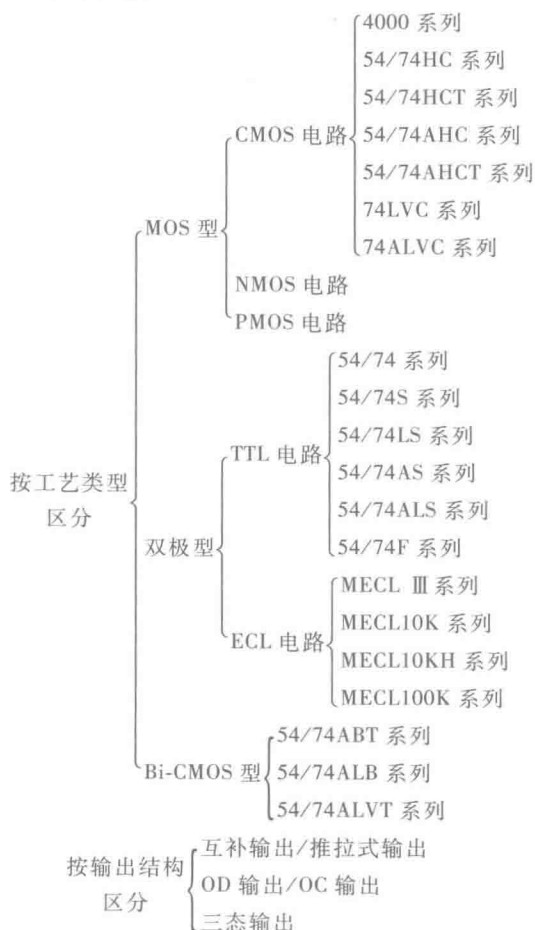 4000 系列
54/74HC 系列
54/74HCT 系列
CMOS 电路
54/74AHC 系列
54/74AHCT 系列
MOS 型
74LVC 系列
74ALVC 系列
NMOS 电路
PMOS 电路
54/74 系列
54/74S 系列
54/74LS 系列
TTL 电路
54/74AS 系列
按工艺类型
区分
54/74ALS 系列
双极型
54/74F 系列
MECL Ⅲ系列
MECL10K 系列
ECL 电路
MECL10KH 系列
MECL100K 系列
54/74ABT 系列
Bi-CMOS 型
54/74ALB 系列
54/74ALVT 系列
按输出结构
区分
互补输出/推拉式输出
OD 输出/OC 输出
三态输出